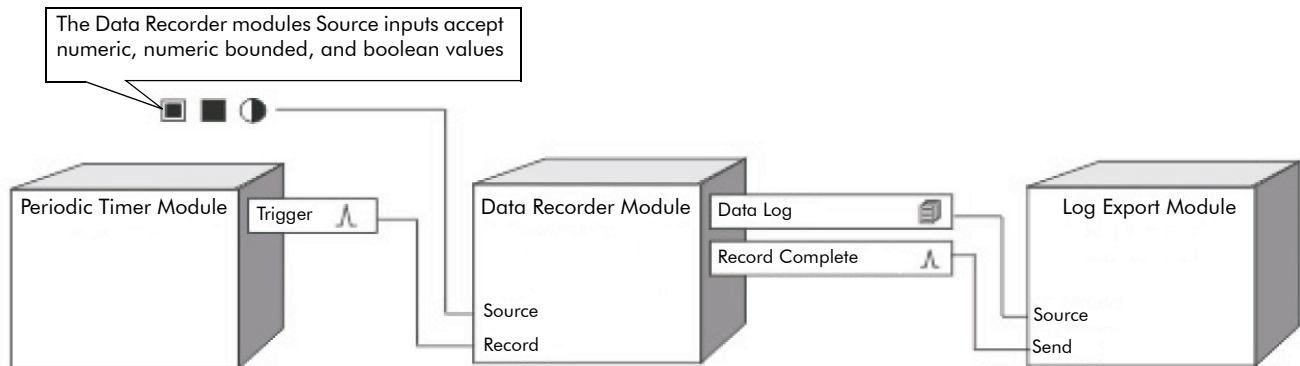 The Data Recorder modules Source inputs accept
numeric, numeric bounded, and boolean values
Periodic Timer Module
Trigger
Data Recorder Module
Source
Record
Data Log
Record Complete
Log Export Module
Source
Send